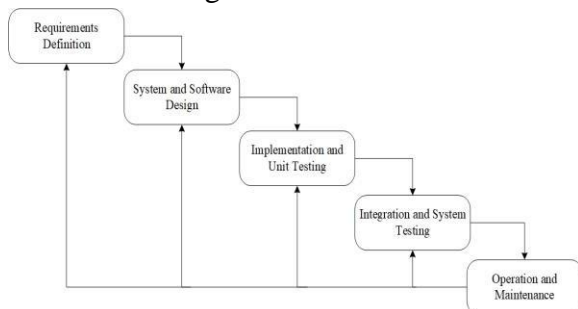 Requirements
Definition
System and Software
Design
Implementation and
Unit Testing
Integration and System
Testing
Operation and
Maintenance